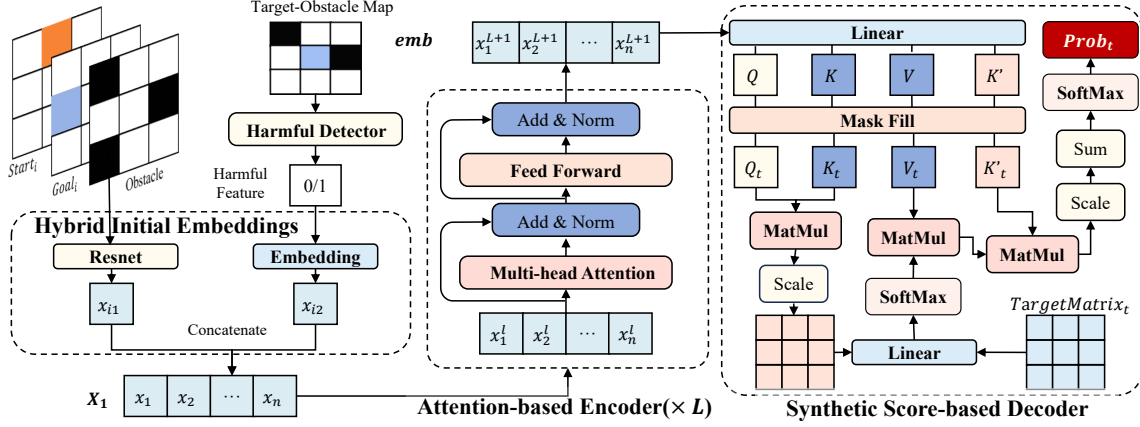 Start_i
Goal_i
Obstacle
Target-Obstacle Map
Harmful Detector
Harmful
Feature
0/1
Hybrid Initial Embeddings
Resnet
Embedding
x_{i1}
x_{i2}
Concatenate
X_1
x_1 x_2 ⋯ x_n
emb
x_1^{L+1} x_2^{L+1} ⋯ x_n^{L+1}
Add & Norm
Feed Forward
Add & Norm
Multi-head Attention
x_1^l x_2^l ⋯ x_n^l
Attention-based Encoder(× L)
Linear
Q K V K'
Mask Fill
Q_t K_t V_t K'_t
MatMul
Scale
MatMul
SoftMax
MatMul
Linear
TargetMatrix_t
Prob_t
SoftMax
Sum
Scale
Synthetic Score-based Decoder